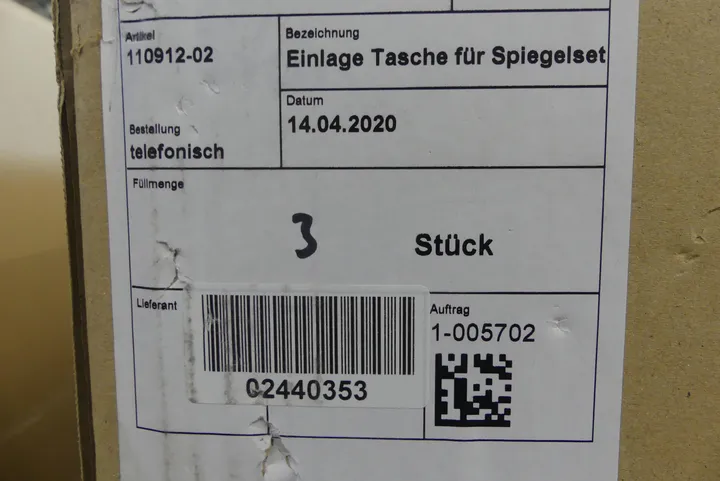 Artikel
110912-02
Bezeichnung
Einlage Tasche für Spiegelset
Datum
14.04.2020
Bestellung
telefonisch
Füllmenge
3 Stück
Lieferant
02440353
Auftrag
1-005702